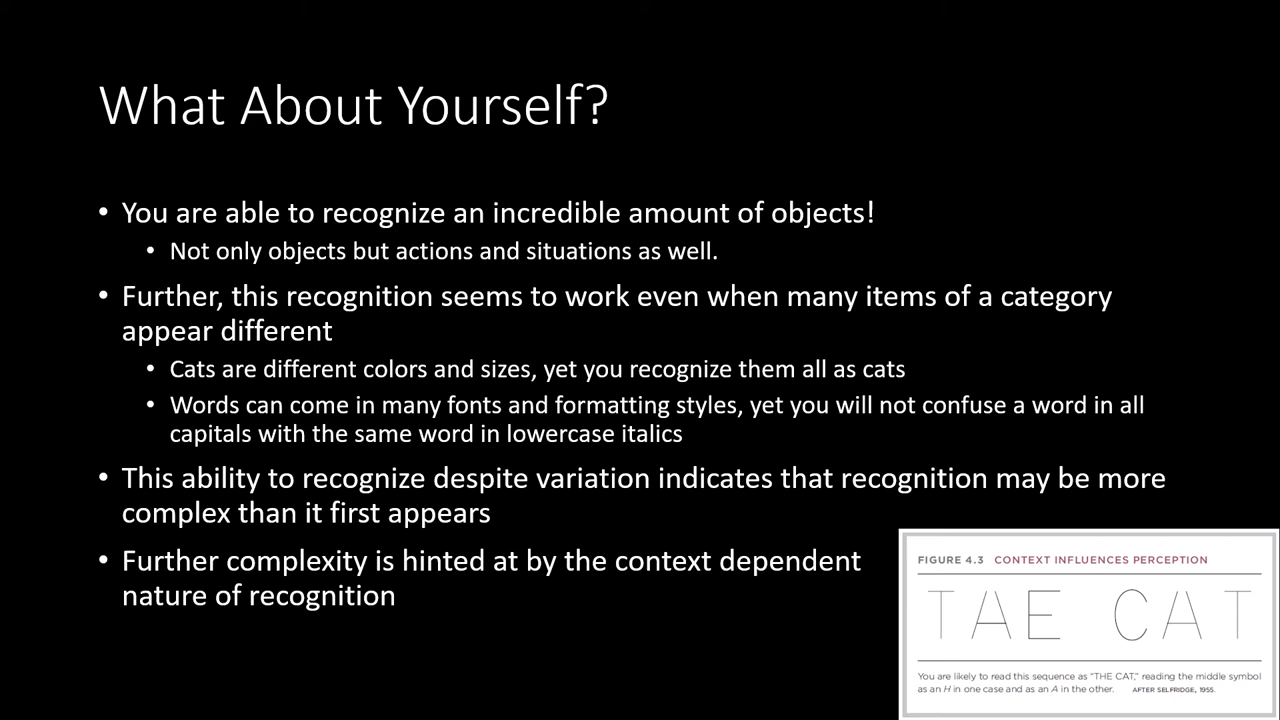 What About Yourself?
• You are able to recognize an incredible amount of objects!
• Not only objects but actions and situations as well.
• Further, this recognition seems to work even when many items of a category
appear different
• Cats are different colors and sizes, yet you recognize them all as cats
• Words can come in many fonts and formatting styles, yet you will not confuse a word in all
capitals with the same word in lowercase italics
• This ability to recognize despite variation indicates that recognition may be more
complex than it first appears
• Further complexity is hinted at by the context dependent
nature of recognition
FIGURE 4.3 CONTEXT INFLUENCES PERCEPTION
TAE CAT
You are likely to read this sequence as "THE CAT," reading the middle symbol
as an H in one case and as an A in the other. AFTER SELFRIDGE, 1955.